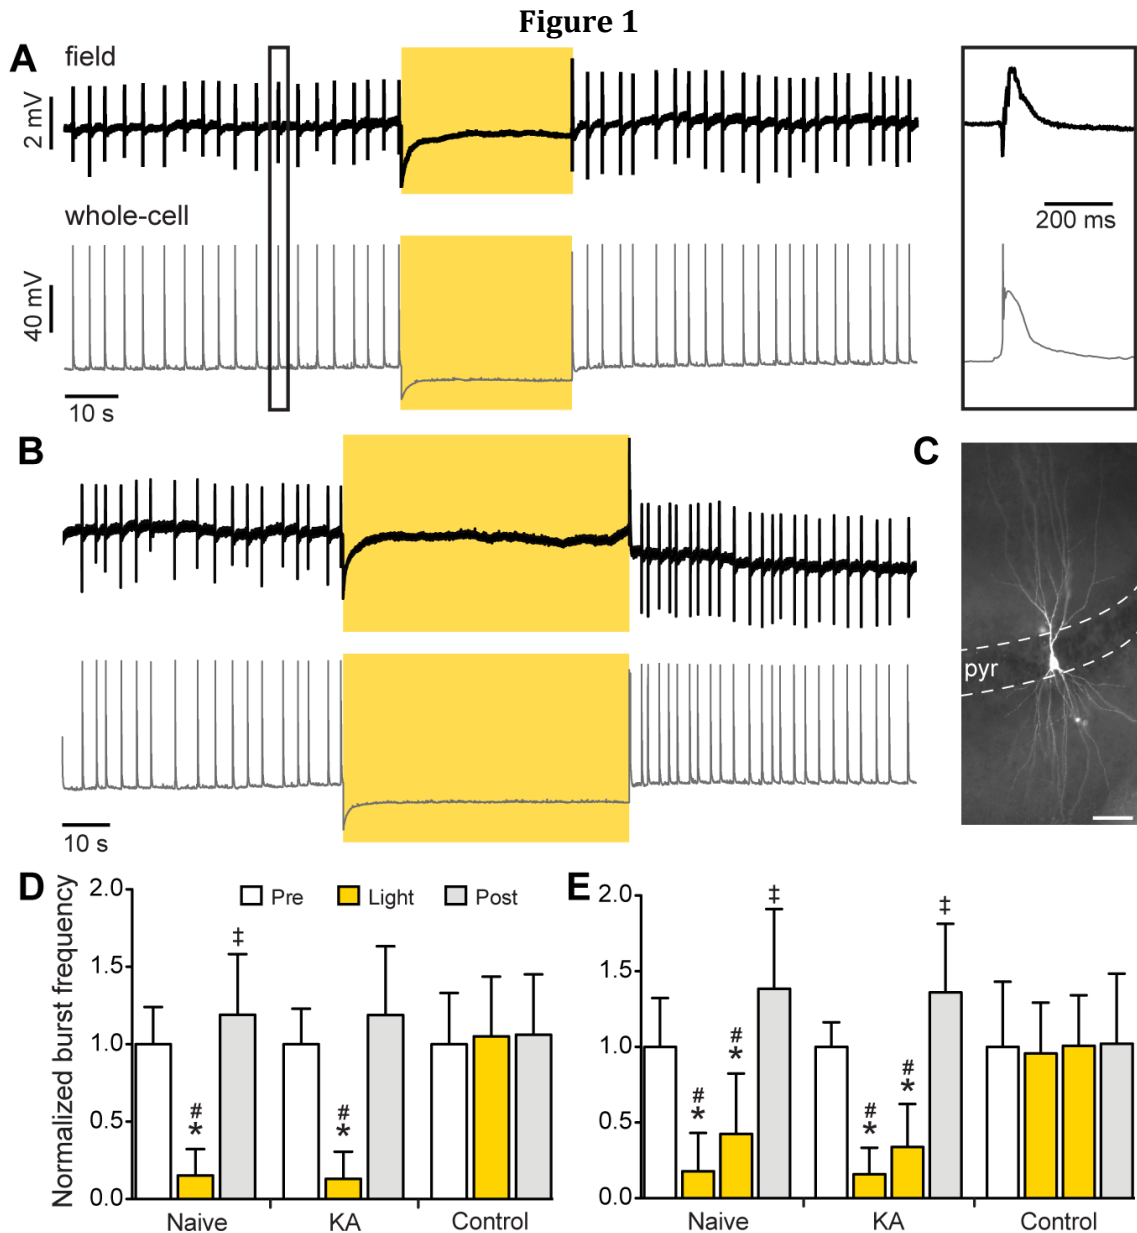 Figure 1
A
field
2 mV
whole-cell
40 mV
10 s
200 ms
B
10 s
C
pyr
D
Normalized burst frequency
2.0
1.5
1.0
0.5
0.0
Pre
Light
Post
‡
#
*
#
*
Naive
KA
Control
E
2.0
1.5
1.0
0.5
0.0
‡
‡
#
*
#
*
#
*
#
*
Naive
KA
Control